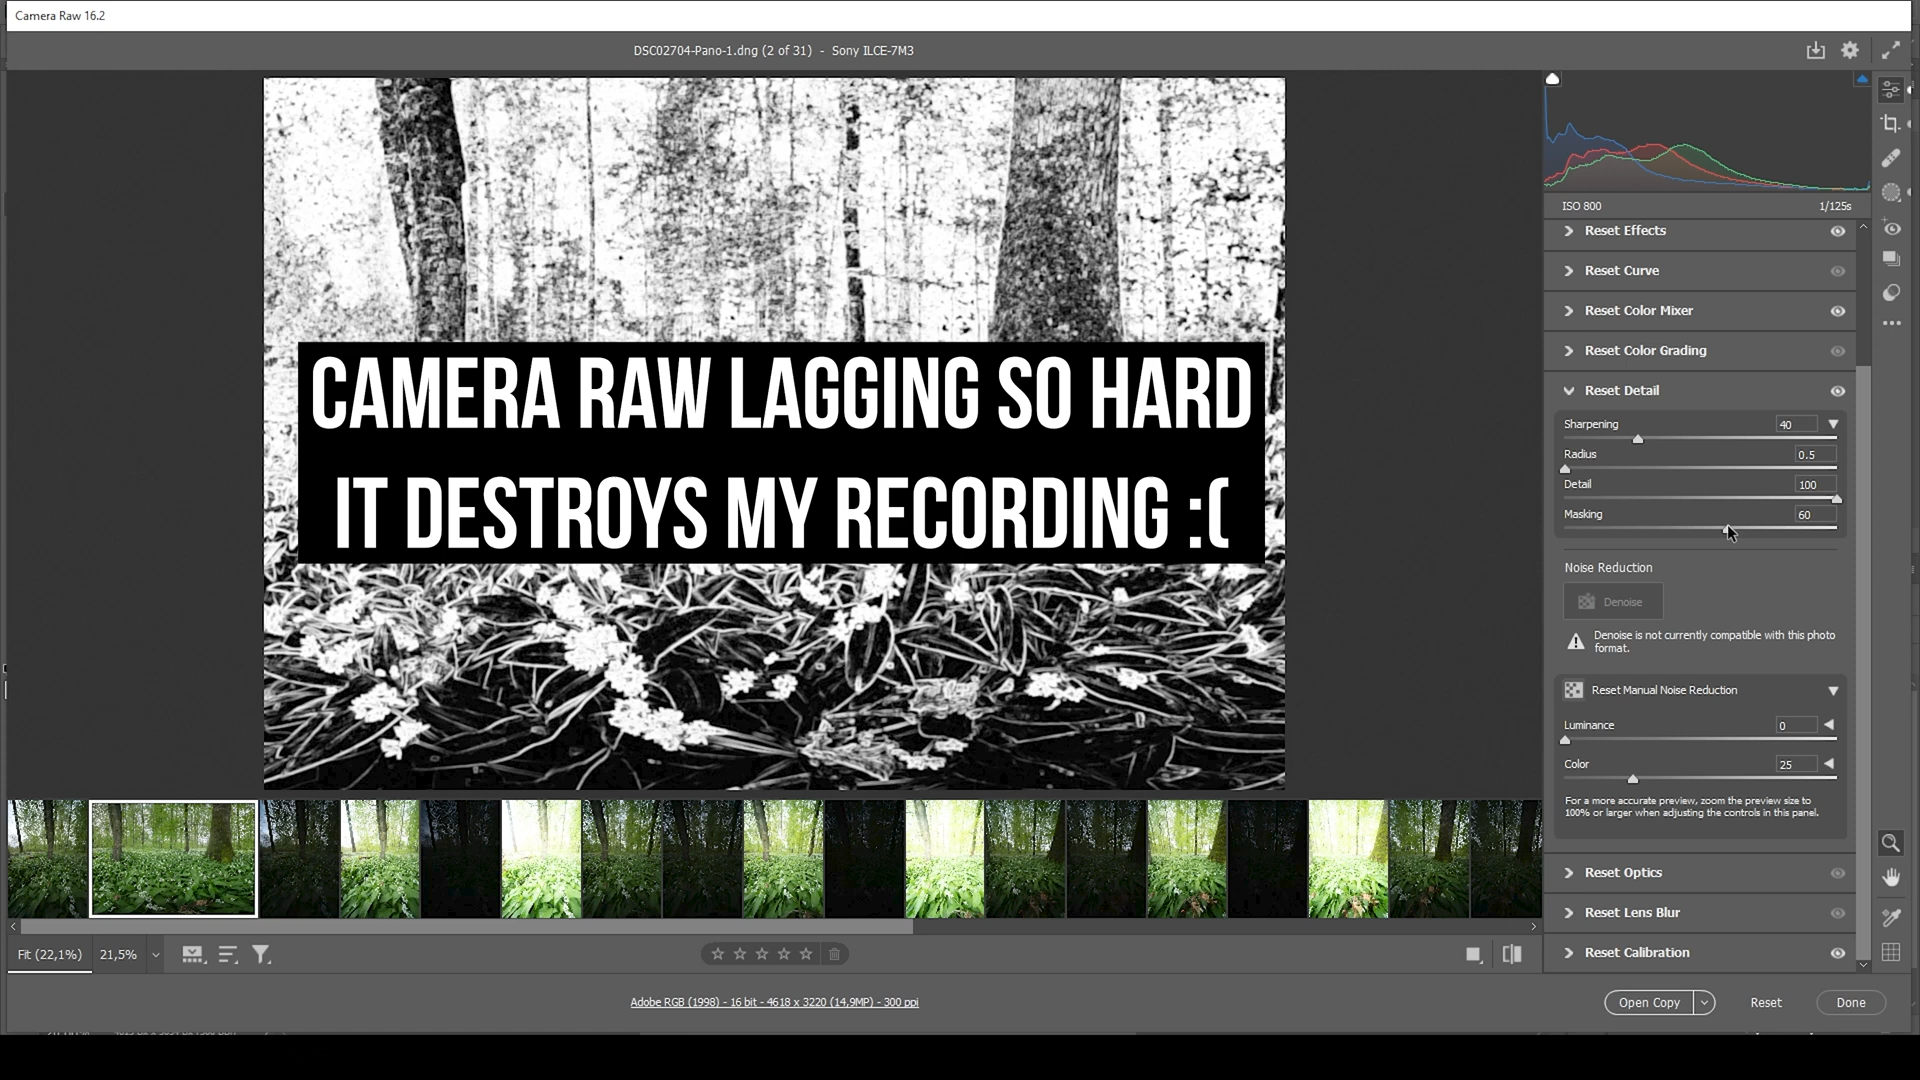 Camera Raw 16.2
DSC02704-Pano-1.dng (2 of 31) - Sony ILCE-7M3
ISO 800 1/125s
Reset Effects
Reset Curve
Reset Color Mixer
Reset Color Grading
Reset Detail
Sharpening 40
Radius 0.5
Detail 100
Masking 60
Noise Reduction
Denoise
Denoise is not currently compatible with this photo
format.
Reset Manual Noise Reduction
Luminance 0
Color 25
For a more accurate preview, zoom the preview size to
100% or larger when adjusting the controls in this panel.
Reset Optics
Reset Lens Blur
Reset Calibration
CAMERA RAW LAGGING SO HARD
IT DESTROYS MY RECORDING :(
Fit (22,1%) 21,5%
Adobe RGB (1998) - 16 bit - 4618 x 3220 (14,9MP) - 300 ppi
Open Copy Reset Done